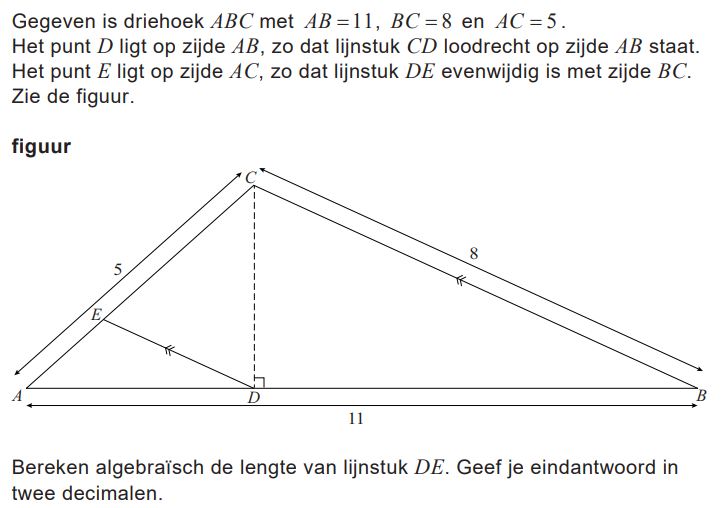 Gegeven is driehoek ABC met AB = 11, BC = 8 en AC = 5.
Het punt D ligt op zijde AB, zo dat lijnstuk CD loodrecht op zijde AB staat.
Het punt E ligt op zijde AC, zo dat lijnstuk DE evenwijdig is met zijde BC.
Zie de figuur.
figuur
C
8
5
E
A
D
B
11
Bereken algebraïsch de lengte van lijnstuk DE. Geef je eindantwoord in
twee decimalen.